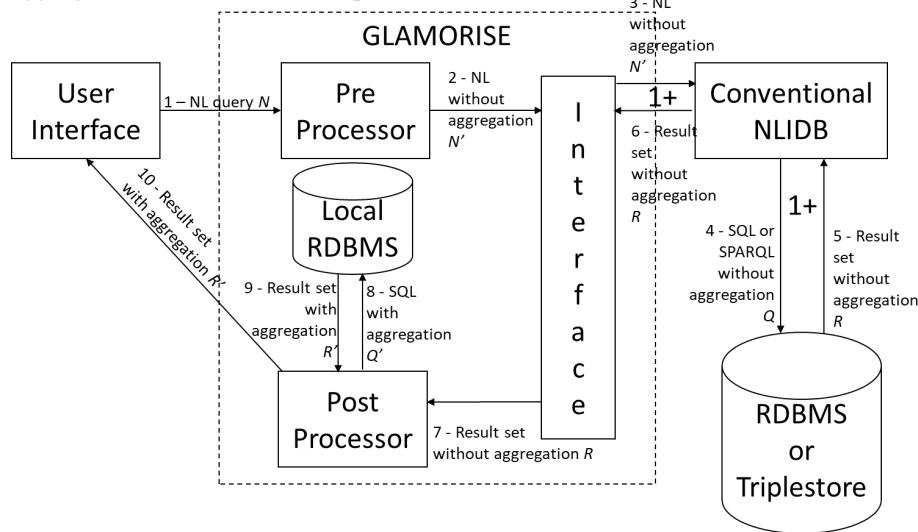 GLAMORISE
User
Interface
1 – NL query N
Pre
Processor
2 - NL
without
aggregation
N’
I
n
t
e
r
f
a
c
e
3 - NL
without
aggregation
N’
1+
6 - Result
set
without
aggregation
R
Conventional
NLIDB
4 - SQL or
SPARQL
without
aggregation
Q
1+
5 - Result
set
without
aggregation
R
RDBMS
or
Triplestore
Local
RDBMS
10 - Result set
with aggregation R’
9 - Result set
with
aggregation
R’
8 - SQL
with
aggregation
Q’
Post
Processor
7 - Result set
without aggregation R